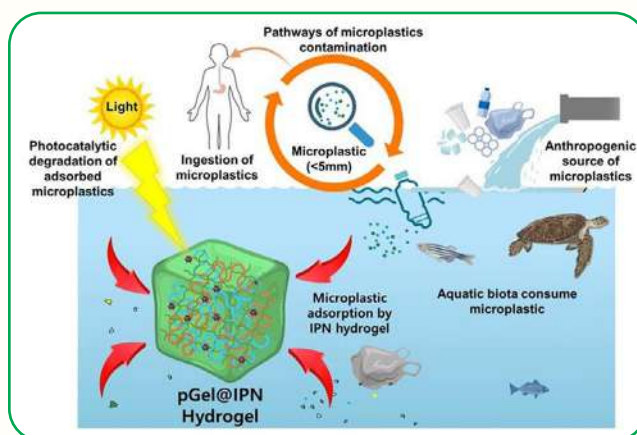 Pathways of microplastics
contamination
Light
Photocatalytic
degradation of
adsorbed
microplastics
Ingestion of
microplastics
Microplastic
(<5mm)
Anthropogenic
source of
microplastics
Microplastic
adsorption by
IPN hydrogel
Aquatic biota consume
microplastic
pGel@IPN
Hydrogel